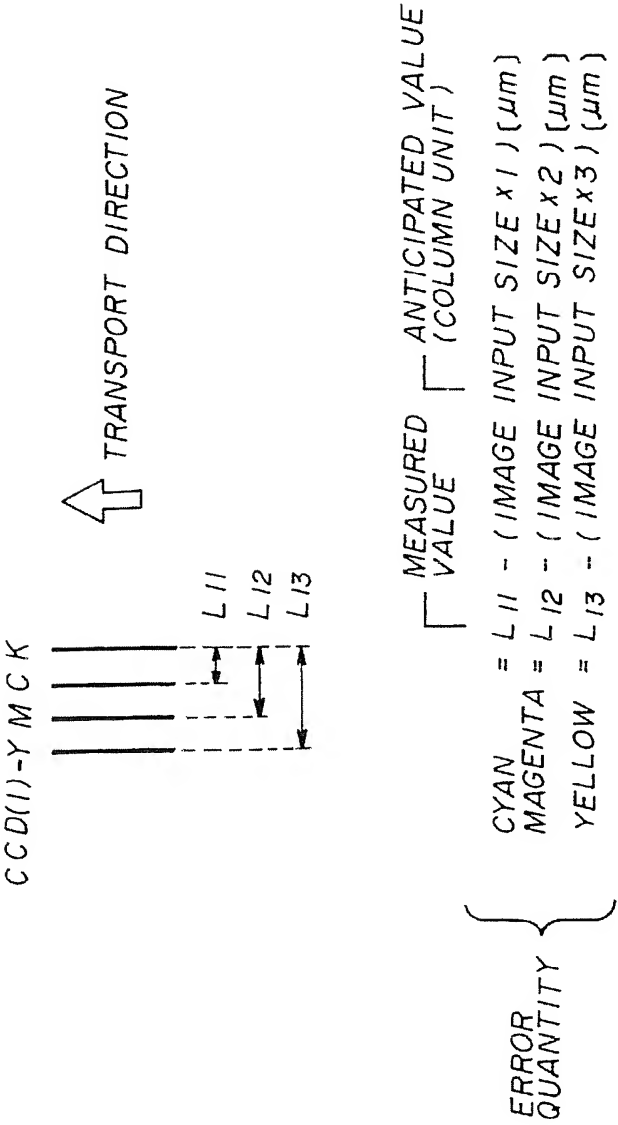 CCD(1)-Y M C K
TRANSPORT DIRECTION
L11
L12
L13
MEASURED
VALUE
ANTICIPATED VALUE
(COLUMN UNIT)
ERROR
QUANTITY
CYAN = L11 - (IMAGE INPUT SIZE X1) (μm)
MAGENTA = L12 - (IMAGE INPUT SIZE X2) (μm)
YELLOW = L13 - (IMAGE INPUT SIZE X3) (μm)